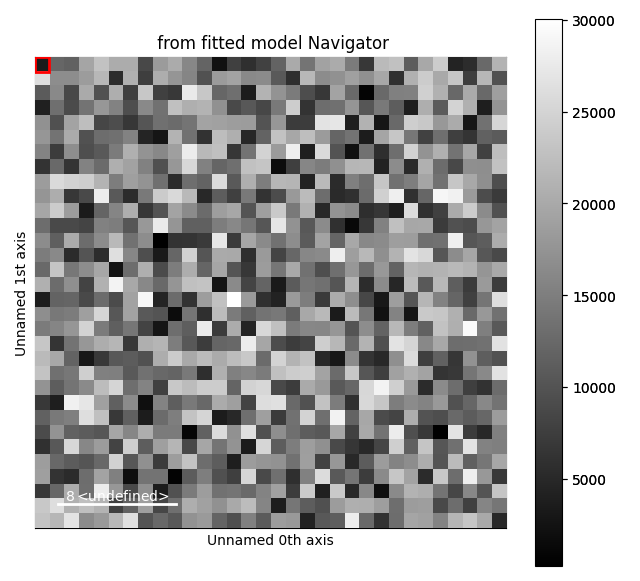 from fitted model Navigator
30000
25000
20000
15000
10000
5000
Unnamed 1st axis
8 <undefined>
Unnamed 0th axis